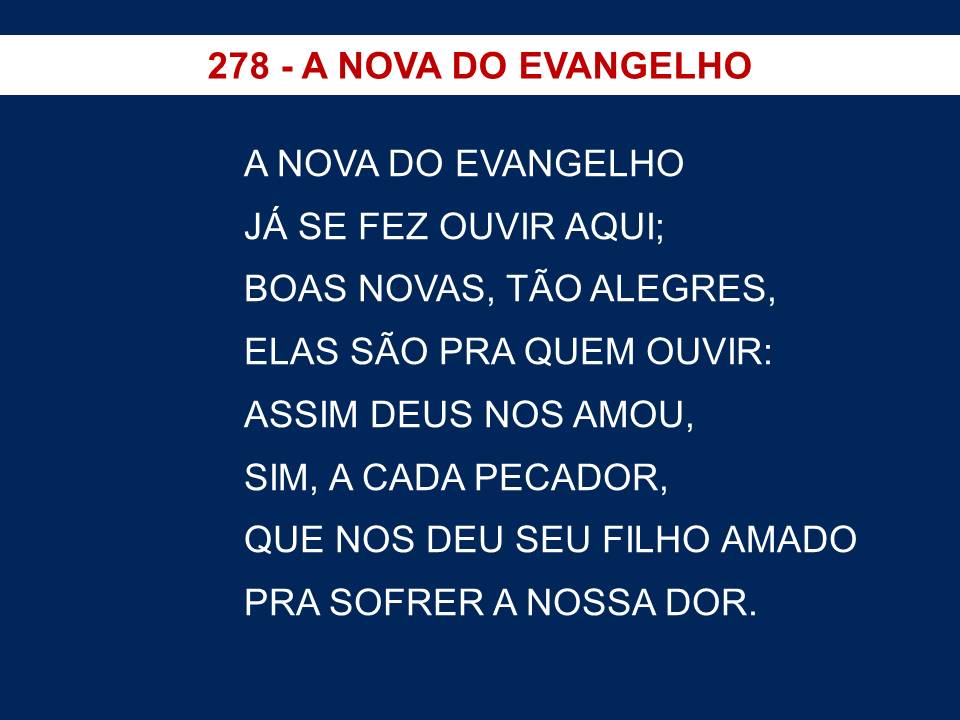 278 - A NOVA DO EVANGELHO
A NOVA DO EVANGELHO
JÁ SE FEZ OUVIR AQUI;
BOAS NOVAS, TÃO ALEGRES,
ELAS SÃO PRA QUEM OUVIR:
ASSIM DEUS NOS AMOU,
SIM, A CADA PECADOR,
QUE NOS DEU SEU FILHO AMADO
PRA SOFRER A NOSSA DOR.